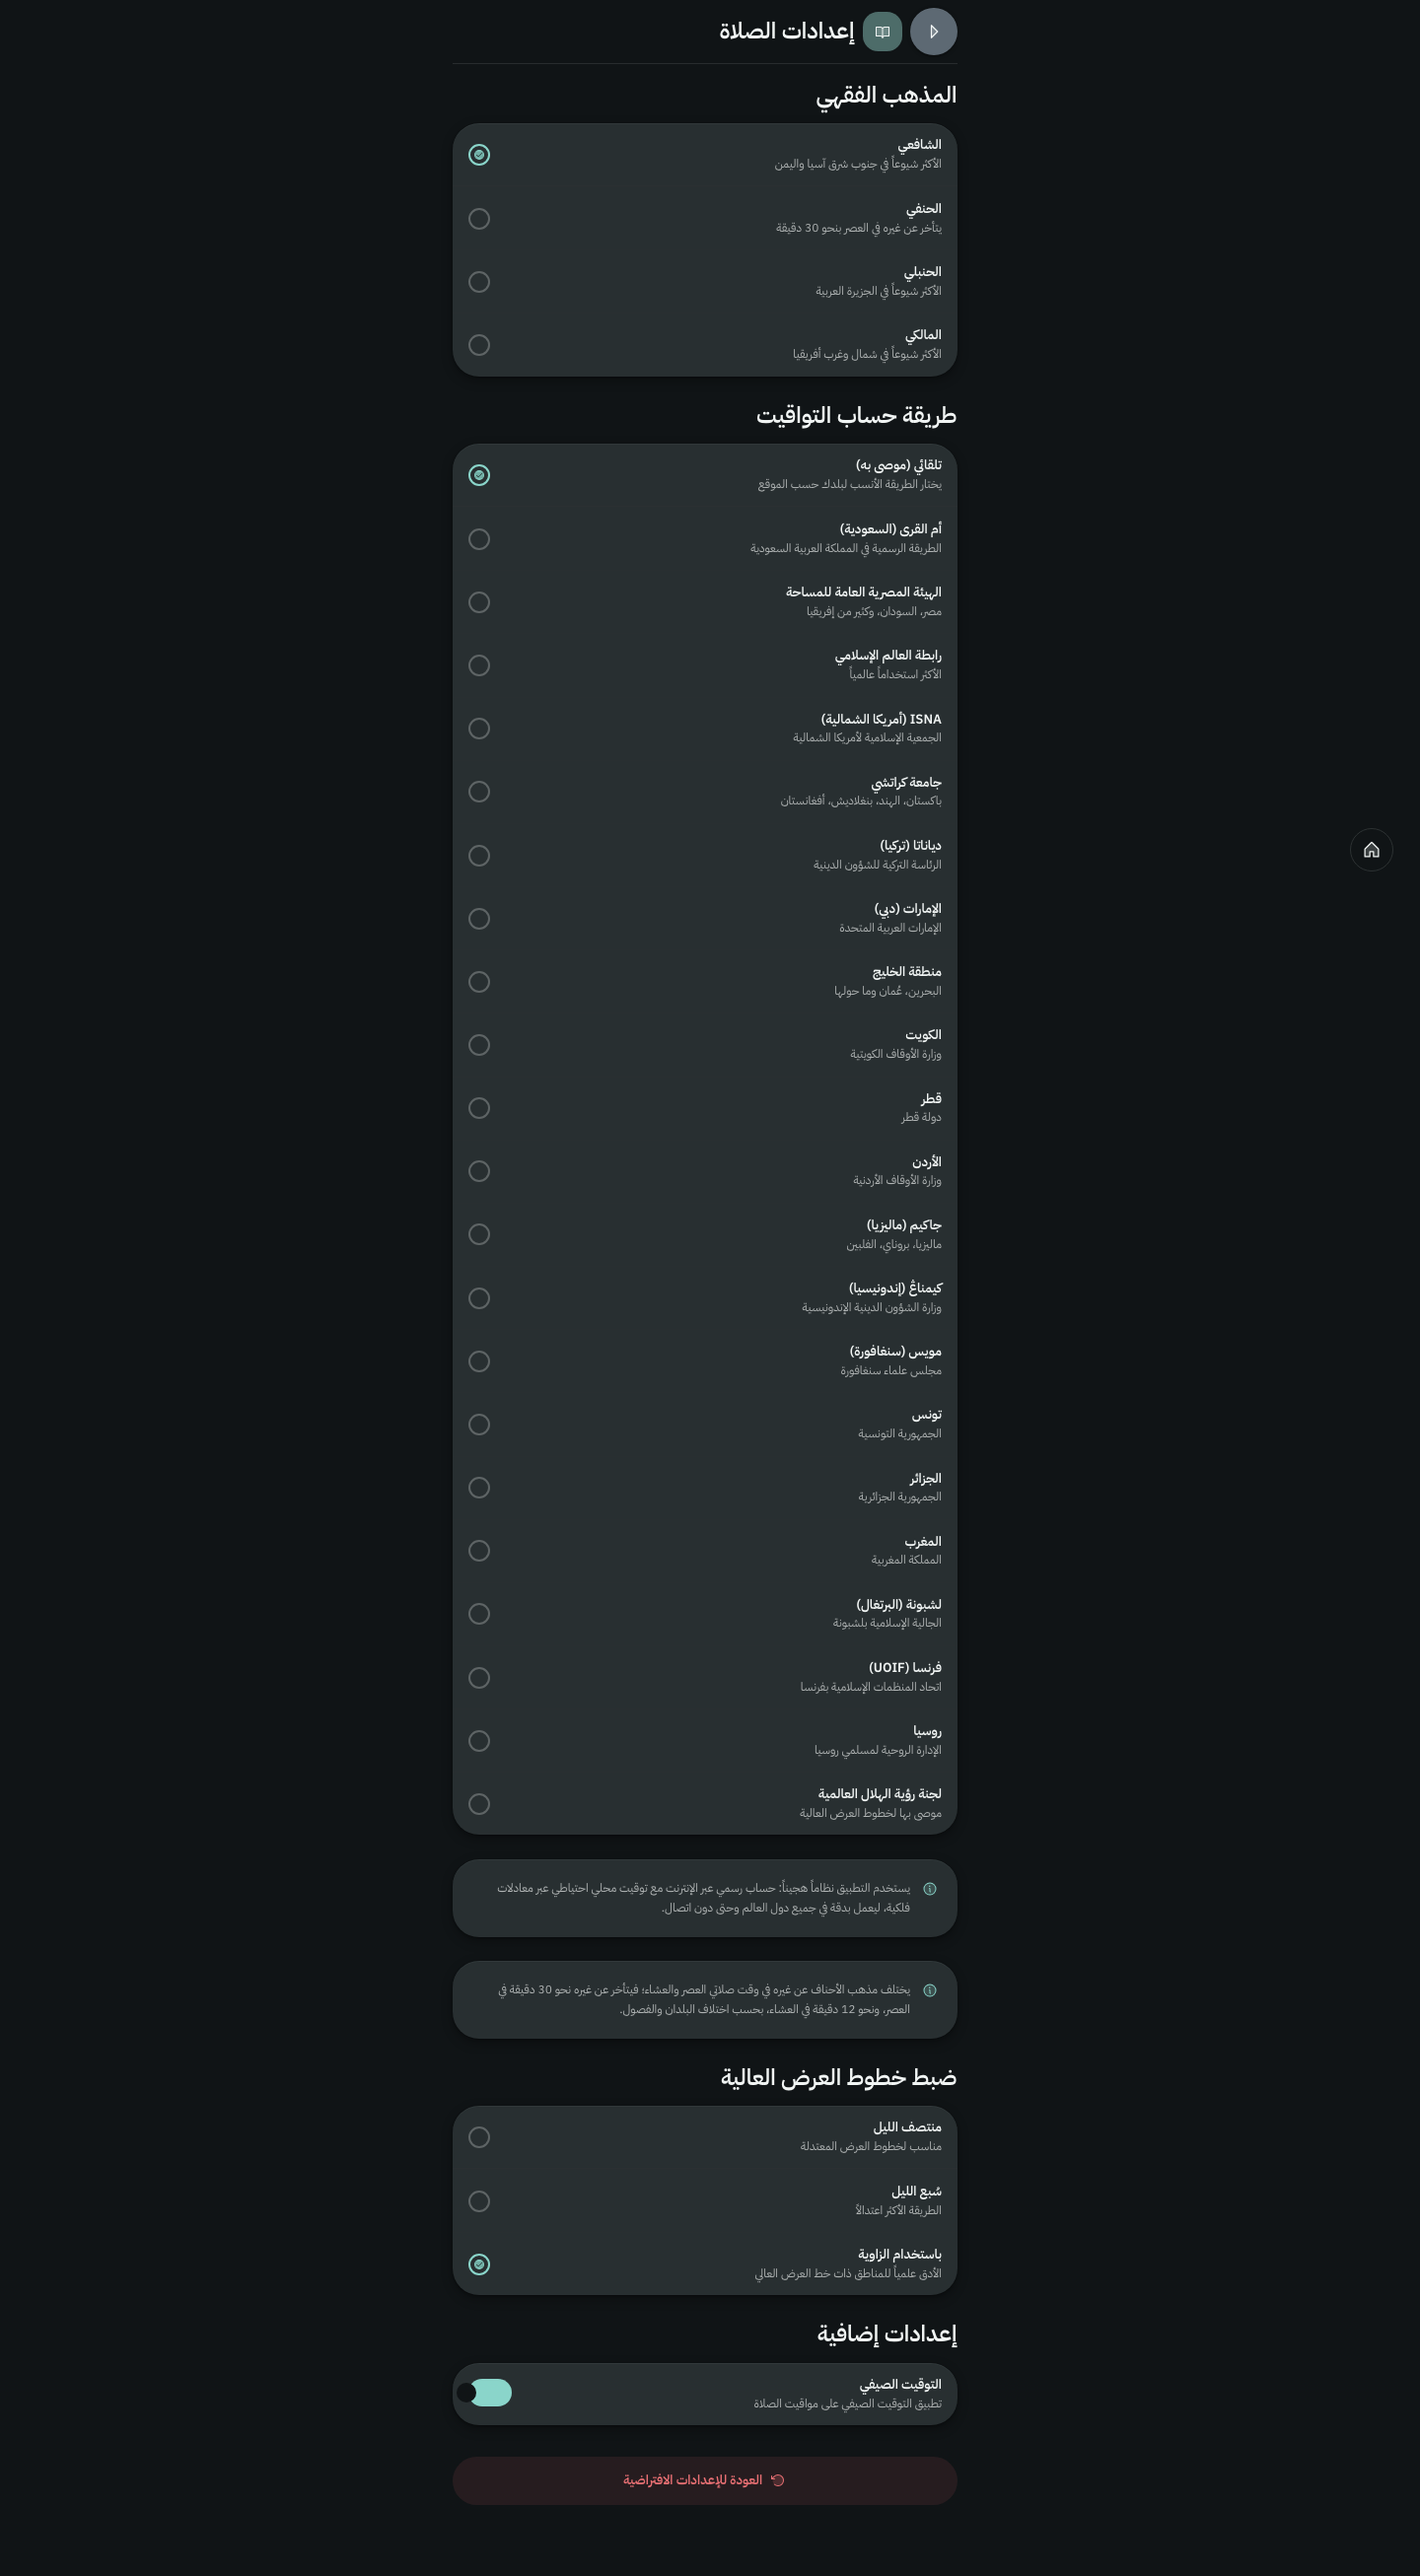 إعدادات الصلاة
المذهب الفقهي
الشافعي
الأكثر شيوعاً في جنوب شرق آسيا واليمن
الحنفي
يتأخر عن غيره في العصر بنحو 30 دقيقة
الحنبلي
الأكثر شيوعاً في الجزيرة العربية
المالكي
الأكثر شيوعاً في شمال وغرب أفريقيا
طريقة حساب التواقيت
تلقائي (موصى به)
يختار الطريقة الأنسب لبلدك حسب الموقع
أم القرى (السعودية)
الطريقة الرسمية في المملكة العربية السعودية
الهيئة المصرية العامة للمساحة
مصر، السودان، وكثير من إفريقيا
رابطة العالم الإسلامي
الأكثر استخداماً عالمياً
ISNA (أمريكا الشمالية)
الجمعية الإسلامية لأمريكا الشمالية
جامعة كراتشي
باكستان، الهند، بنغلاديش، أفغانستان
دياناتا (تركيا)
الرئاسة التركية للشؤون الدينية
الإمارات (دبي)
الإمارات العربية المتحدة
منطقة الخليج
البحرين، عُمان وما حولها
الكويت
وزارة الأوقاف الكويتية
قطر
دولة قطر
الأردن
وزارة الأوقاف الأردنية
جاكيم (ماليزيا)
ماليزيا، بروناي، الفلبين
كيمناڠ (إندونيسيا)
وزارة الشؤون الدينية الإندونيسية
مويس (سنغافورة)
مجلس علماء سنغافورة
تونس
الجمهورية التونسية
الجزائر
الجمهورية الجزائرية
المغرب
المملكة المغربية
لشبونة (البرتغال)
الجالية الإسلامية بلشبونة
فرنسا (UOIF)
اتحاد المنظمات الإسلامية بفرنسا
روسيا
الإدارة الروحية لمسلمي روسيا
لجنة رؤية الهلال العالمية
موصى بها لخطوط العرض العالية
يستخدم التطبيق نظاماً هجيناً: حساب رسمي عبر الإنترنت مع توقيت محلي احتياطي عبر معادلات
فلكية، ليعمل بدقة في جميع دول العالم وحتى دون اتصال.
يختلف مذهب الأحناف عن غيره في وقت صلاتي العصر والعشاء؛ فيتأخر عن غيره نحو 30 دقيقة في
العصر، ونحو 12 دقيقة في العشاء، بحسب اختلاف البلدان والفصول.
ضبط خطوط العرض العالية
منتصف الليل
مناسب لخطوط العرض المعتدلة
سُبع الليل
الطريقة الأكثر اعتدالاً
باستخدام الزاوية
الأدق علمياً للمناطق ذات خط العرض العالي
إعدادات إضافية
التوقيت الصيفي
تطبيق التوقيت الصيفي على مواقيت الصلاة
العودة للإعدادات الافتراضية